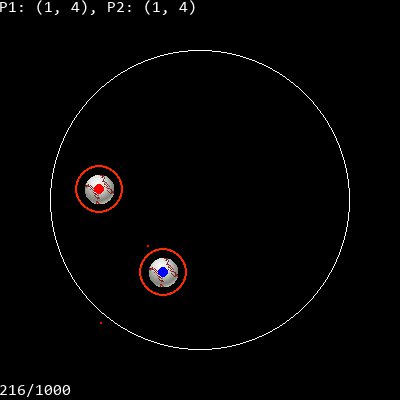 P1: (1, 4), P2: (1, 4)
216/1000